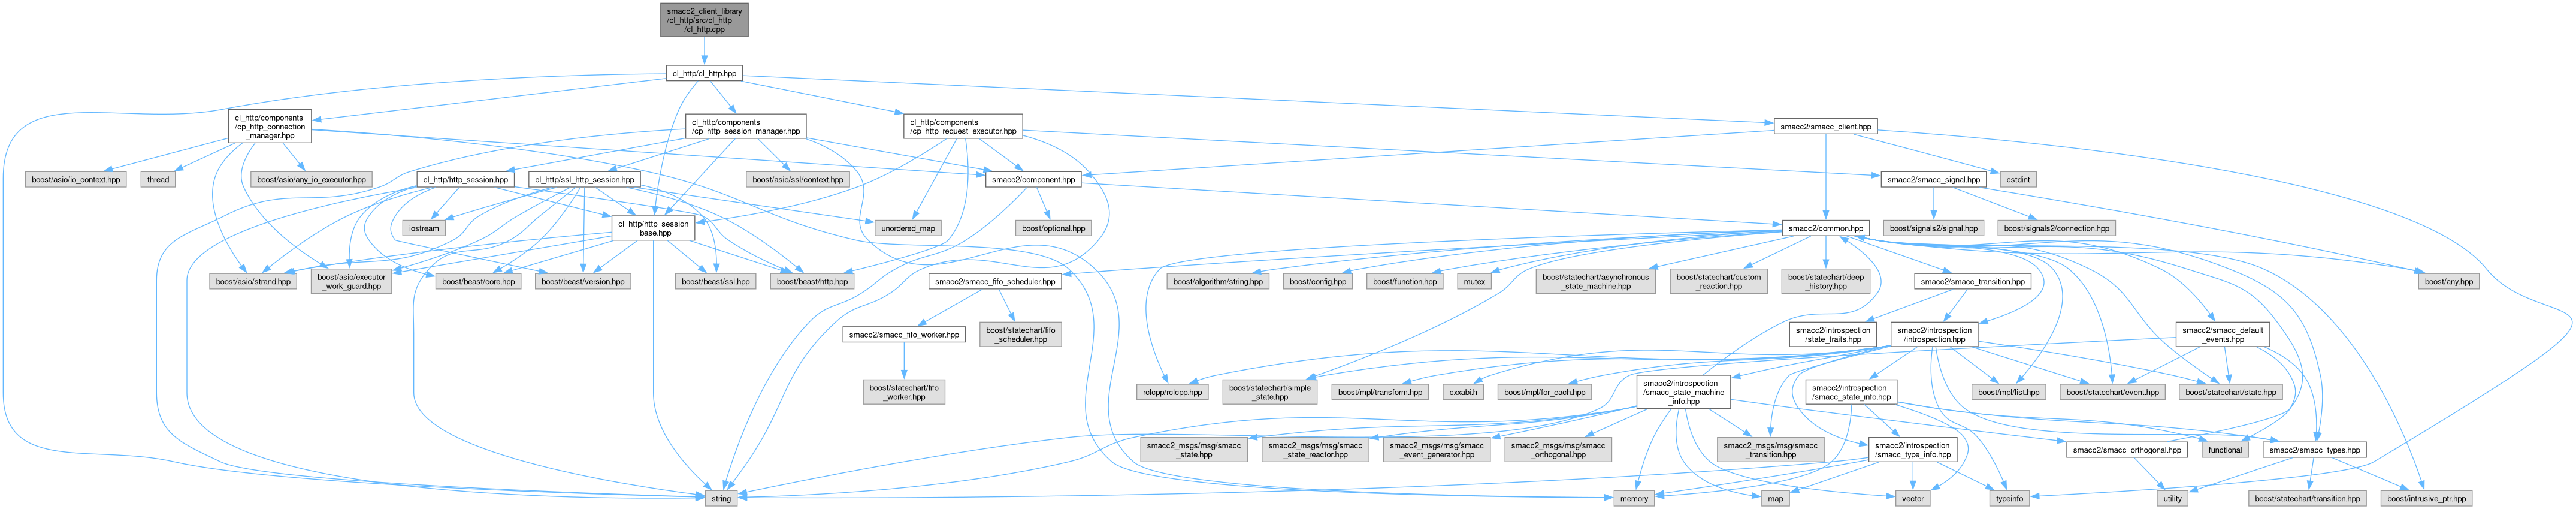 smacc2_client_library
/cl_http/src/cl_http
/cl_http.cpp
cl_http/cl_http.hpp
cl_http/components
/cp_http_connection
_manager.hpp
cl_http/components
/cp_http_session_manager.hpp
cl_http/components
/cp_http_request_executor.hpp
smacc2/smacc_client.hpp
boost/asio/io_context.hpp
thread
boost/asio/any_io_executor.hpp
cl_http/http_session.hpp
cl_http/ssl_http_session.hpp
boost/asio/ssl/context.hpp
smacc2/component.hpp
smacc2/smacc_signal.hpp
cstdint
iostream
cl_http/http_session
_base.hpp
unordered_map
boost/optional.hpp
smacc2/common.hpp
boost/signals2/signal.hpp
boost/signals2/connection.hpp
boost/asio/strand.hpp
boost/asio/executor
_work_guard.hpp
boost/beast/core.hpp
boost/beast/version.hpp
boost/beast/ssl.hpp
boost/beast/http.hpp
smacc2/smacc_fifo_scheduler.hpp
boost/algorithm/string.hpp
boost/config.hpp
boost/function.hpp
mutex
boost/statechart/asynchronous
_state_machine.hpp
boost/statechart/custom
_reaction.hpp
boost/statechart/deep
_history.hpp
smacc2/smacc_transition.hpp
boost/any.hpp
smacc2/smacc_fifo_worker.hpp
boost/statechart/fifo
_scheduler.hpp
smacc2/introspection
/state_traits.hpp
smacc2/introspection
/introspection.hpp
smacc2/smacc_default
_events.hpp
boost/statechart/fifo
_worker.hpp
rclcpp/rclcpp.hpp
boost/statechart/simple
_state.hpp
boost/mpl/transform.hpp
cxxabi.h
boost/mpl/for_each.hpp
smacc2/introspection
/smacc_state_machine
_info.hpp
smacc2/introspection
/smacc_state_info.hpp
boost/mpl/list.hpp
boost/statechart/event.hpp
boost/statechart/state.hpp
smacc2_msgs/msg/smacc
_state.hpp
smacc2_msgs/msg/smacc
_state_reactor.hpp
smacc2_msgs/msg/smacc
_event_generator.hpp
smacc2_msgs/msg/smacc
_orthogonal.hpp
smacc2_msgs/msg/smacc
_transition.hpp
smacc2/introspection
/smacc_type_info.hpp
smacc2/smacc_orthogonal.hpp
functional
smacc2/smacc_types.hpp
string
memory
map
vector
typeinfo
utility
boost/statechart/transition.hpp
boost/intrusive_ptr.hpp